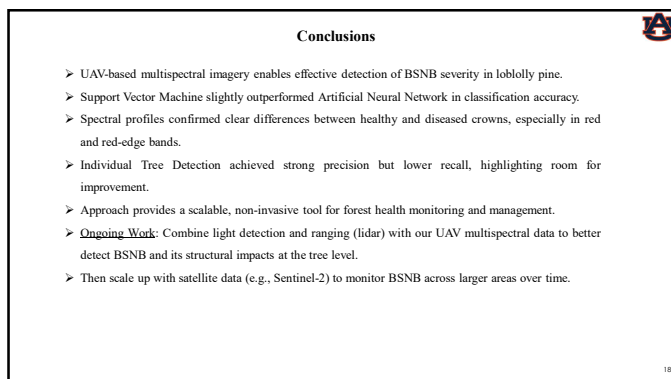 Conclusions
AU
➢ UAV-based multispectral imagery enables effective detection of BSNB severity in loblolly pine.
➢ Support Vector Machine slightly outperformed Artificial Neural Network in classification accuracy.
➢ Spectral profiles confirmed clear differences between healthy and diseased crowns, especially in red
and red-edge bands.
➢ Individual Tree Detection achieved strong precision but lower recall, highlighting room for
improvement.
➢ Approach provides a scalable, non-invasive tool for forest health monitoring and management.
➢ Ongoing Work: Combine light detection and ranging (lidar) with our UAV multispectral data to better
detect BSNB and its structural impacts at the tree level.
➢ Then scale up with satellite data (e.g., Sentinel-2) to monitor BSNB across larger areas over time.
18